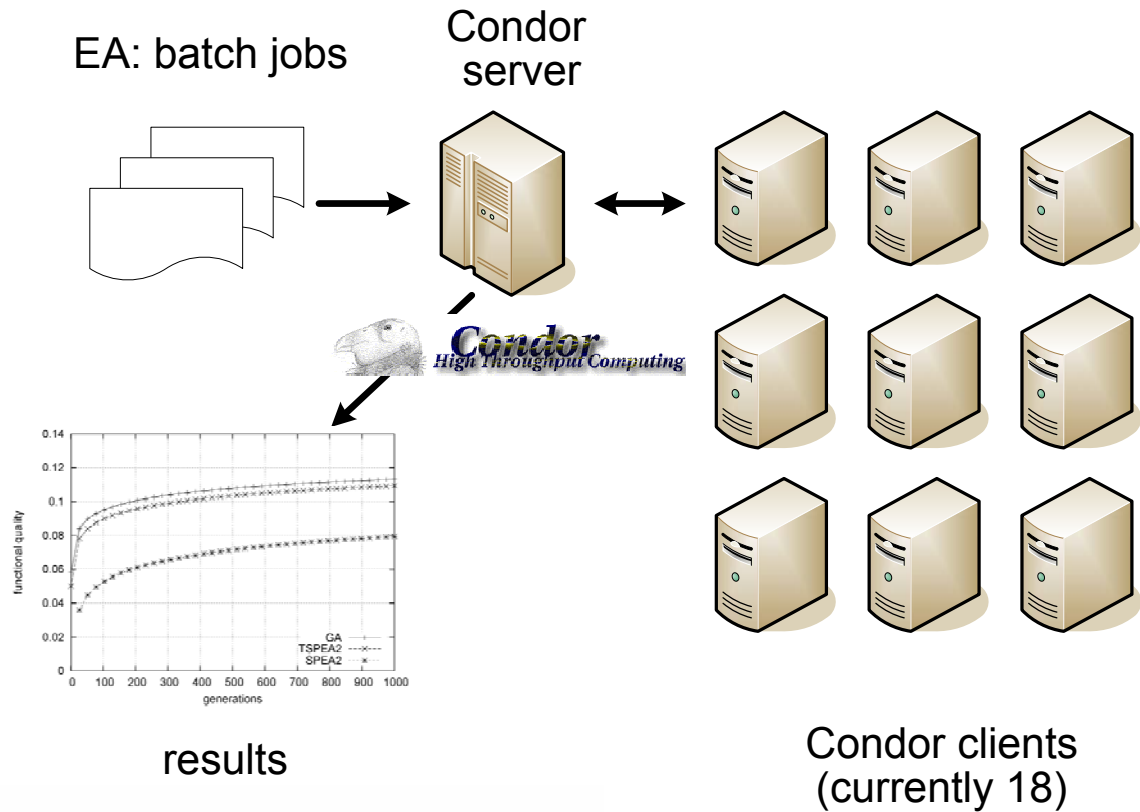 EA: batch jobs
Condor
server
Condor
High Throughput Computing
0.14
0.12
0.1
0.08
0.06
0.04
0.02
0
functional quality
GA
TSPEA2
SPEA2
0 100 200 300 400 500 600 700 800 900 1000
generations
results
Condor clients
(currently 18)